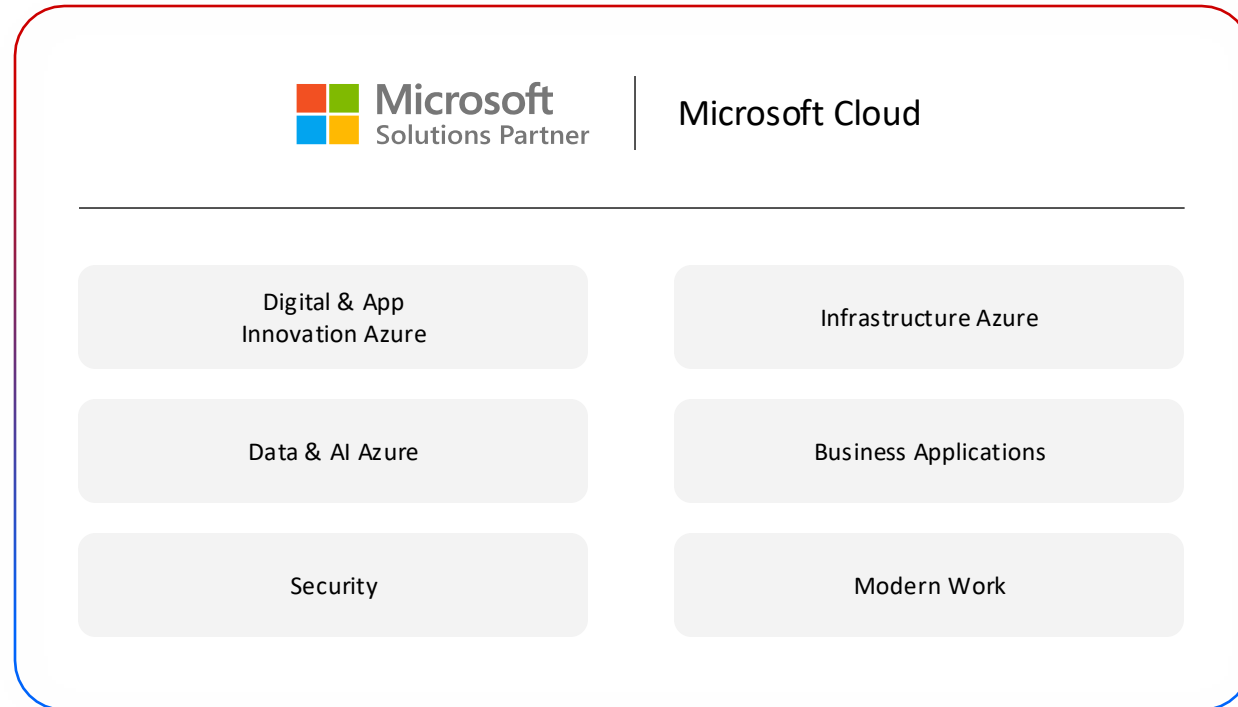 Microsoft
Solutions Partner
Microsoft Cloud
Digital & App
Innovation Azure
Infrastructure Azure
Data & AI Azure
Business Applications
Security
Modern Work